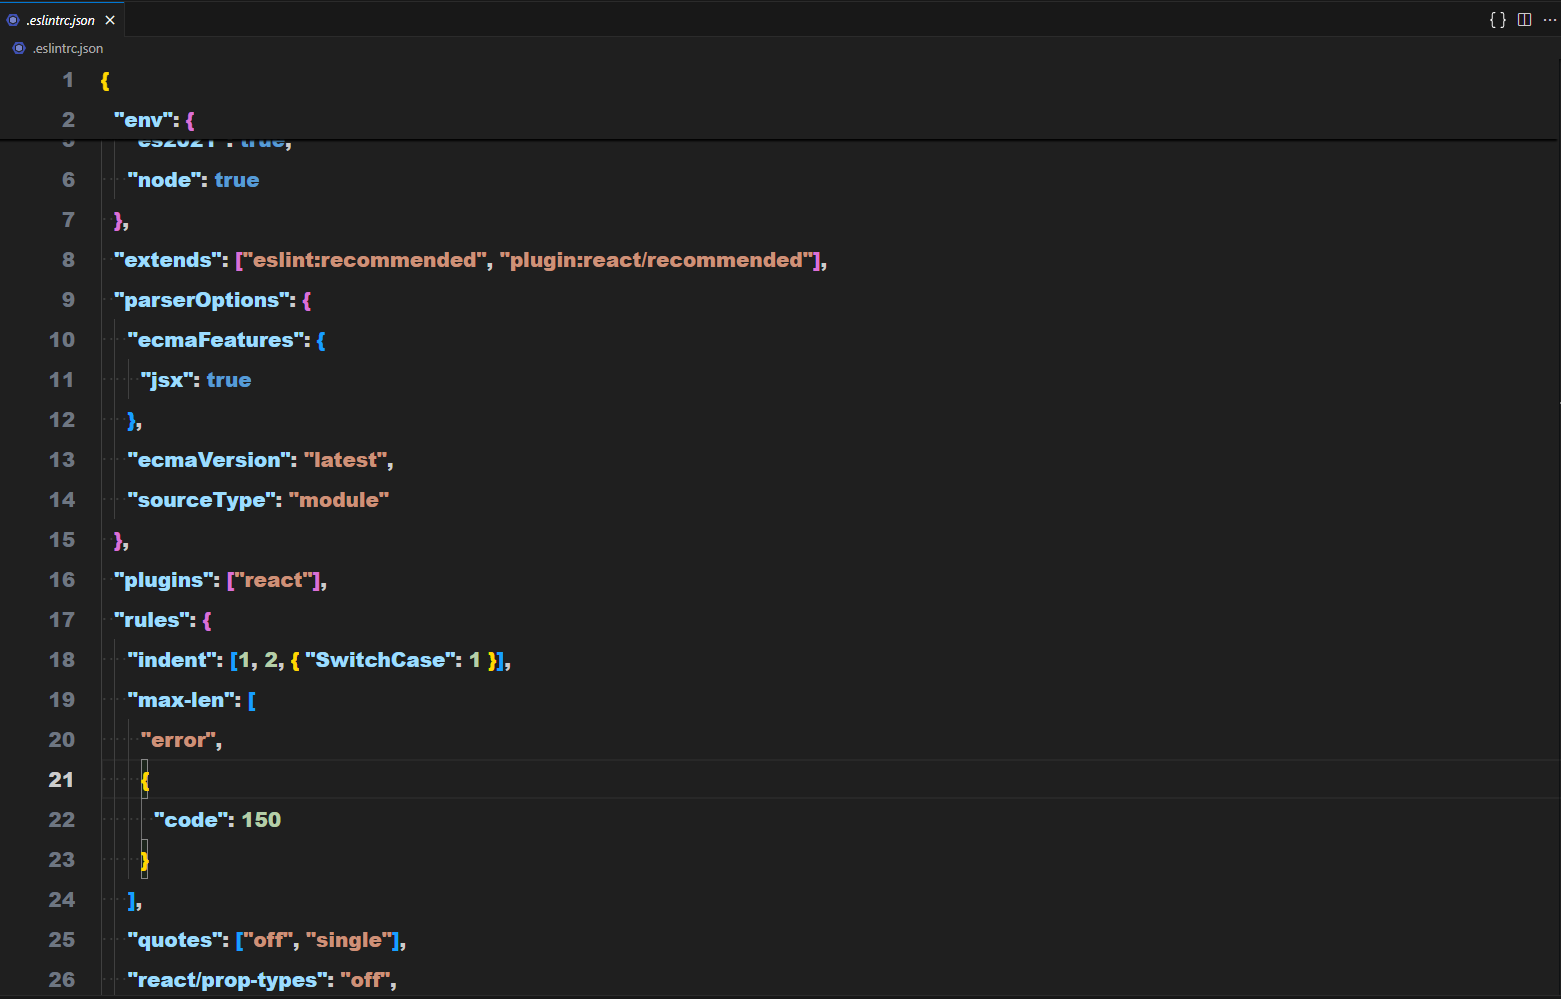 .eslintrc.json
.eslintrc.json
1 {
2 "env": {
5 "es2021": true,
6 "node": true
7 },
8 "extends": ["eslint:recommended", "plugin:react/recommended"],
9 "parserOptions": {
10 "ecmaFeatures": {
11 "jsx": true
12 },
13 "ecmaVersion": "latest",
14 "sourceType": "module"
15 },
16 "plugins": ["react"],
17 "rules": {
18 "indent": [1, 2, { "SwitchCase": 1 }],
19 "max-len": [
20 "error",
21 {
22 "code": 150
23 }
24 ],
25 "quotes": ["off", "single"],
26 "react/prop-types": "off",